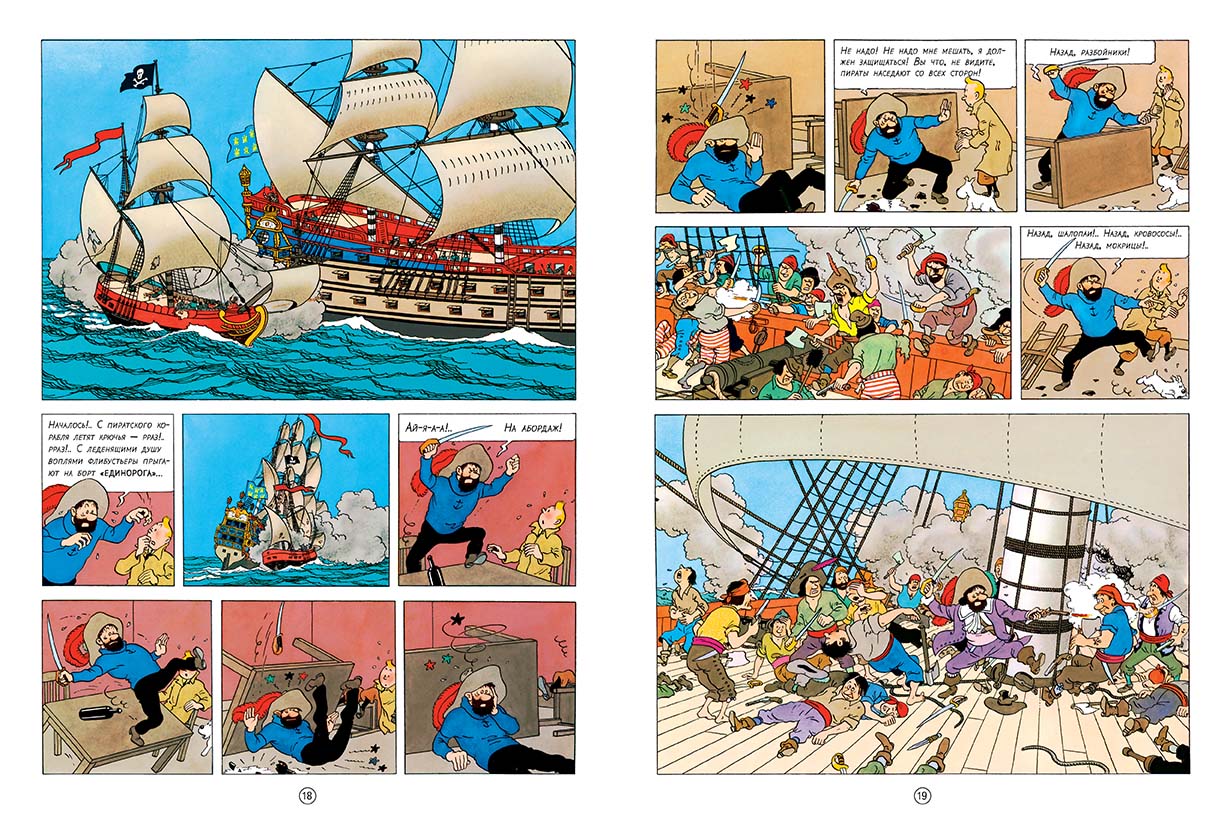 Началось!.. С пиратского ко-
рабля летят крючья — рраз!..
рраз!.. С леденящими душу
воплями флибустьеры прыга-
ют на борт «ЕДИНОРОГА»...
Ай-я-а-а!..
На абордаж!
18
Не надо! Не надо мне мешать, я дол-
жен защищаться! Вы что, не видите,
пираты наседают со всех сторон!
Назад, разбойники!
Назад, шалопаи!.. Назад, кровососы!..
Назад, мокрицы!..
19